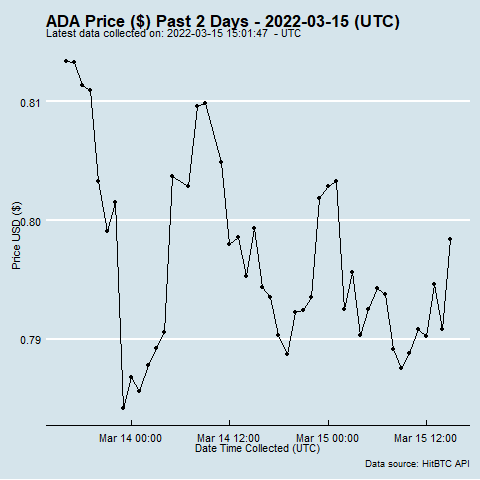 ADA Price ($) Past 2 Days - 2022-03-15 (UTC)
Latest data collected on: 2022-03-15 15:01:47 - UTC
0.81
0.80
0.79
Price USD ($)
Mar 14 00:00 Mar 14 12:00 Mar 15 00:00 Mar 15 12:00
Date Time Collected (UTC)
Data source: HitBTC API